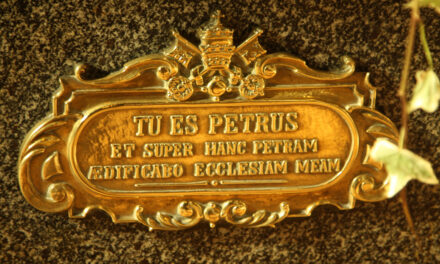 TU ES PETRUS
ET SUPER HANC PETRAM
ÆDIFICABO ECCLESIAM MEAM